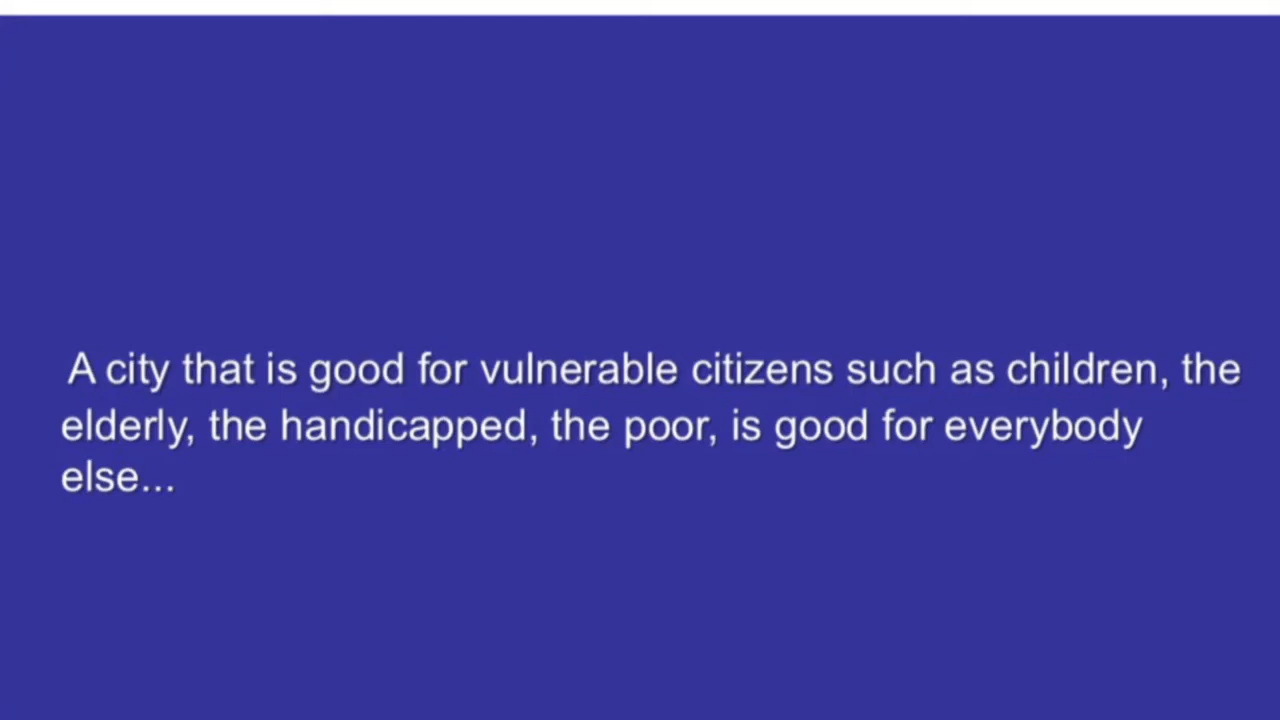 A city that is good for vulnerable citizens such as children, the
elderly, the handicapped, the poor, is good for everybody
else...